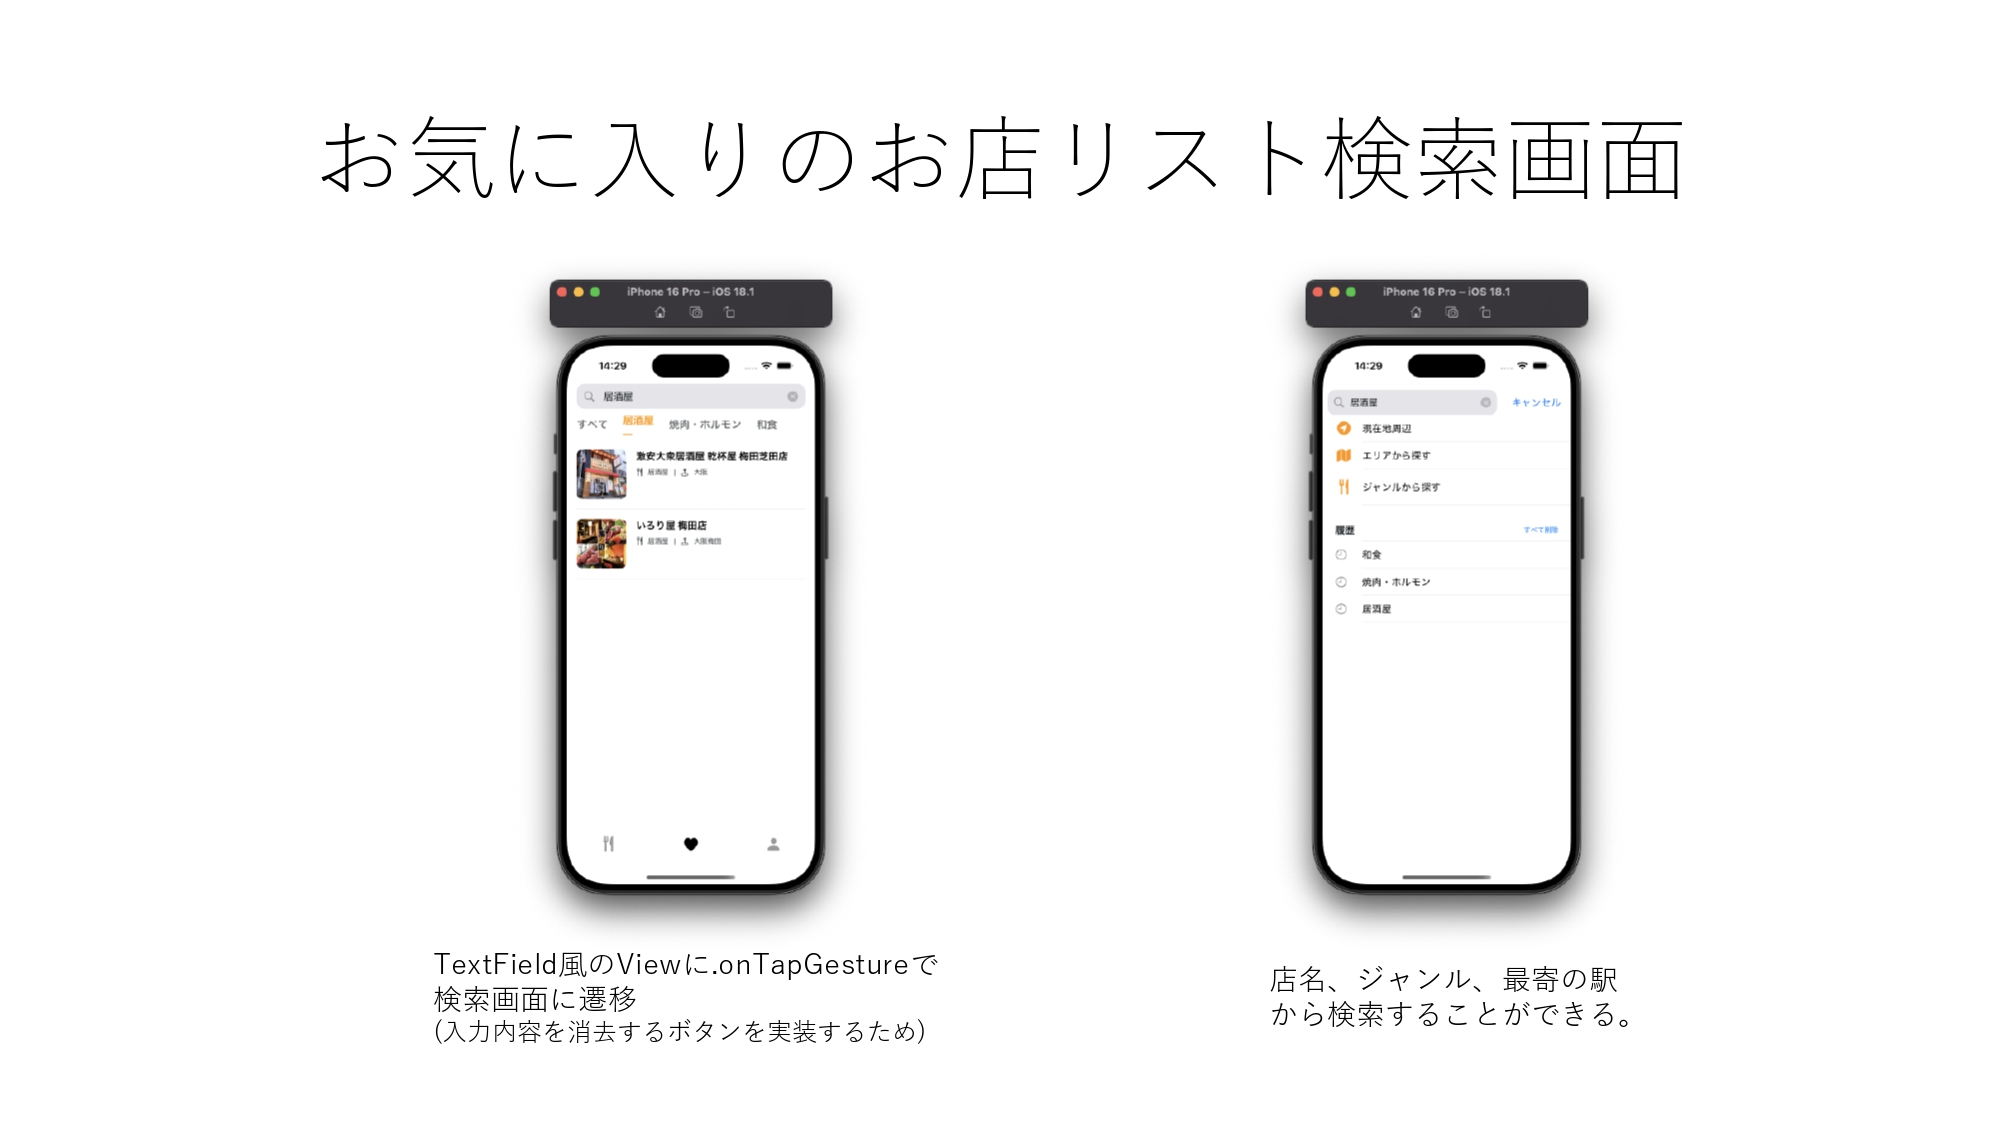 お気に入りのお店リスト検索画面
iPhone 16 Pro – iOS 18.1
14:29
居酒屋
すべて 居酒屋 焼肉・ホルモン 和食
激安大衆居酒屋 乾杯屋 梅田芝田店
居酒屋 | 大阪
いろり屋 梅田店
居酒屋 | 大阪梅田
TextField風のViewに.onTapGestureで
検索画面に遷移
(入力内容を消去するボタンを実装するため)
iPhone 16 Pro – iOS 18.1
14:29
居酒屋 キャンセル
現在地周辺
エリアから探す
ジャンルから探す
履歴 すべて削除
和食
焼肉・ホルモン
居酒屋
店名、ジャンル、最寄の駅
から検索することができる。